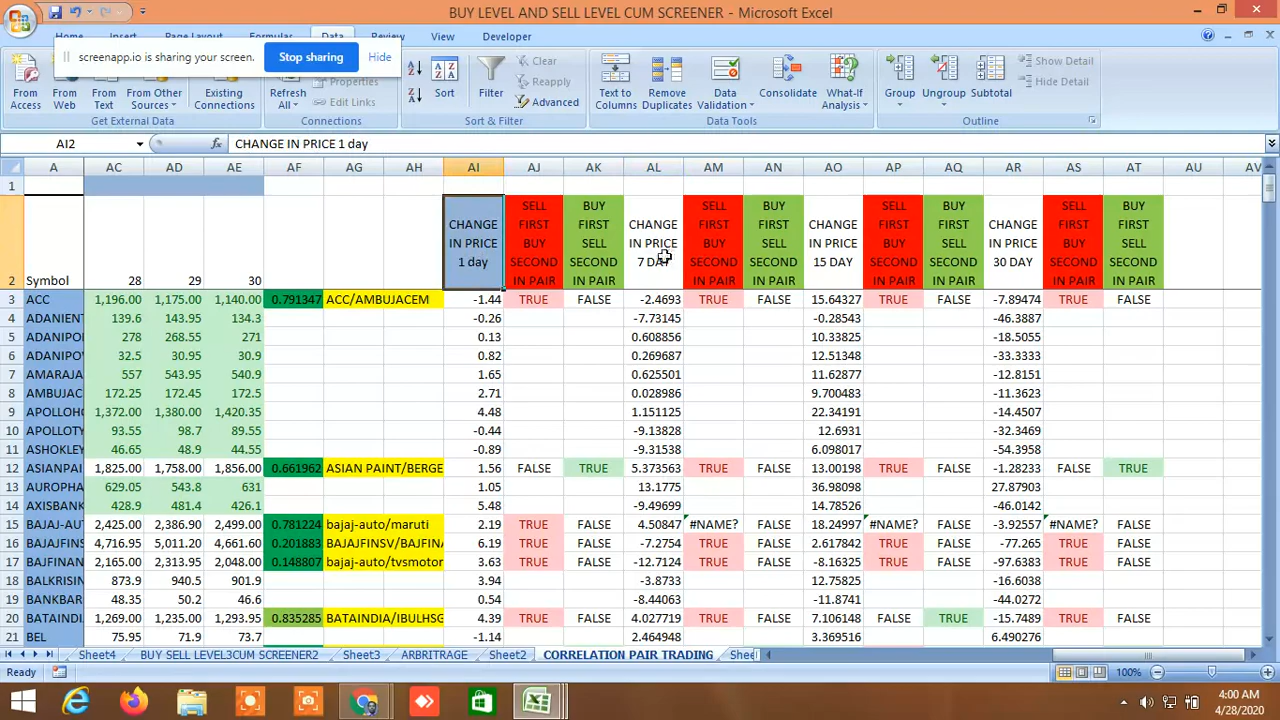 BUY LEVEL AND SELL LEVEL CUM SCREENER - Microsoft Excel
Home Insert Page Layout Formulas Data Review View Developer
screenapp.io is sharing your screen. Stop sharing Hide
From Access
From Web
From Text
From Other Sources
Existing Connections
Refresh All
Properties
Edit Links
Sort
Filter
Clear
Reapply
Advanced
Text to Columns
Remove Duplicates
Data Validation
Consolidate
What-If Analysis
Group
Ungroup
Subtotal
Show Detail
Hide Detail
Get External Data Connections Sort & Filter Data Tools Outline
AI2 fx CHANGE IN PRICE 1 day
A AC AD AE AF AG AH AI AJ AK AL AM AN AO AP AQ AR AS AT AU AV
1
2 Symbol 28 29 30
CHANGE IN PRICE 1 day
SELL FIRST BUY SECOND IN PAIR
BUY FIRST SELL SECOND IN PAIR
CHANGE IN PRICE 7 DAY
SELL FIRST BUY SECOND IN PAIR
BUY FIRST SELL SECOND IN PAIR
CHANGE IN PRICE 15 DAY
SELL FIRST BUY SECOND IN PAIR
BUY FIRST SELL SECOND IN PAIR
CHANGE IN PRICE 30 DAY
SELL FIRST BUY SECOND IN PAIR
BUY FIRST SELL SECOND IN PAIR
3 ACC 1,196.00 1,175.00 1,140.00 0.791347 ACC/AMBUJACEM -1.44 TRUE FALSE -2.4693 TRUE FALSE 15.64327 TRUE FALSE -7.89474 TRUE FALSE
4 ADANIENT 139.6 143.95 134.3 -0.26 -7.73145 -0.28543 -46.3887
5 ADANIPO 278 268.55 271 0.13 0.608856 10.33825 -18.5055
6 ADANIPO 32.5 30.95 30.9 0.82 0.269687 12.51348 -33.3333
7 AMARAJA 557 543.95 540.9 1.65 0.625501 11.62877 -12.8151
8 AMBUJAC 172.25 172.45 172.5 2.71 0.028986 9.700483 -11.3623
9 APOLLOHO 1,372.00 1,380.00 1,420.35 4.48 1.151125 22.34191 -14.4507
10 APOLLOTY 93.55 98.7 89.55 -0.44 -9.13828 12.6931 -32.3469
11 ASHOKLEY 46.65 48.9 44.55 -0.89 -9.31538 6.098017 -54.3958
12 ASIANPAI 1,825.00 1,758.00 1,856.00 0.661962 ASIAN PAINT/BERGE 1.56 FALSE TRUE 5.373563 TRUE FALSE 13.00198 TRUE FALSE -1.28233 FALSE TRUE
13 AUROPHA 629.05 543.8 631 1.05 13.1775 36.98098 27.87903
14 AXISBANK 428.9 481.4 426.1 5.48 -9.49699 14.78526 -46.0142
15 BAJAJ-AUT 2,425.00 2,386.90 2,499.00 0.781224 bajaj-auto/maruti 2.19 TRUE FALSE 4.50847 #NAME? FALSE 18.24767 #NAME? FALSE -3.22557 #NAME? FALSE
16 BAJAJFINS 4,716.95 5,011.20 4,661.60 0.201883 BAJAJFINSV/BAJFINA 6.19 TRUE FALSE -7.2754 TRUE FALSE 2.617842 TRUE FALSE -77.265 TRUE FALSE
17 BAJFINAN 2,165.00 2,313.95 2,048.00 0.148807 bajaj-auto/tvsmotor 3.63 TRUE FALSE -12.7124 TRUE FALSE -8.16325 TRUE FALSE -97.6383 TRUE FALSE
18 BALKRISIN 873.9 940.5 901.9 3.94 -3.8733 12.75825 -16.6038
19 BANKBAR 48.35 50.2 46.6 0.54 -8.44063 -11.8741 -44.0272
20 BATAINDI 1,269.00 1,235.00 1,293.95 0.835285 BATAINDIA/IBULHSG 4.39 TRUE FALSE 4.027719 TRUE FALSE 7.106148 FALSE TRUE -15.7489 TRUE FALSE
21 BEL 75.95 71.9 73.7 -1.14 2.464948 3.369516 6.490276
Sheet4 BUY SELL LEVEL3CUM SCREENER2 Sheet3 ARBRITRAGE Sheet2 CORRELATION PAIR TRADING Shee
Ready 100%
4:00 AM
4/28/2020